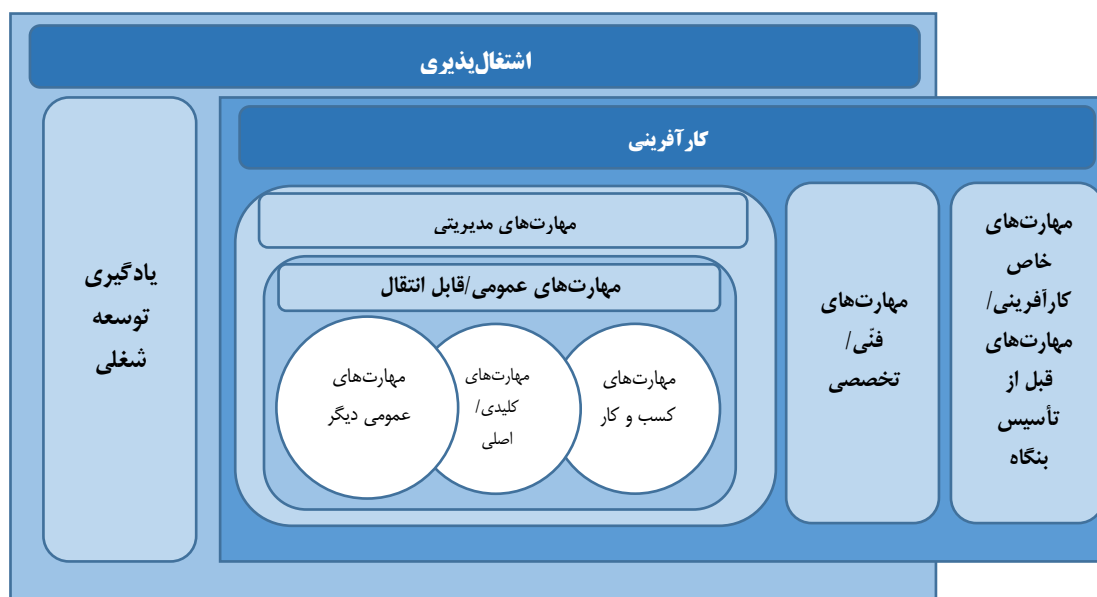 اشتغال‌پذیری
کارآفرینی
مهارت‌های
خاص
کارآفرینی/
مهارت‌های
قبل از
تأسیس
بنگاه
مهارت‌های
فنّی/
تخصصی
مهارت‌های مدیریتی
مهارت‌های عمومی/قابل انتقال
مهارت‌های
کسب و کار
مهارت‌های
کلیدی/
اصلی
مهارت‌های
عمومی دیگر
یادگیری
توسعه
شغلی